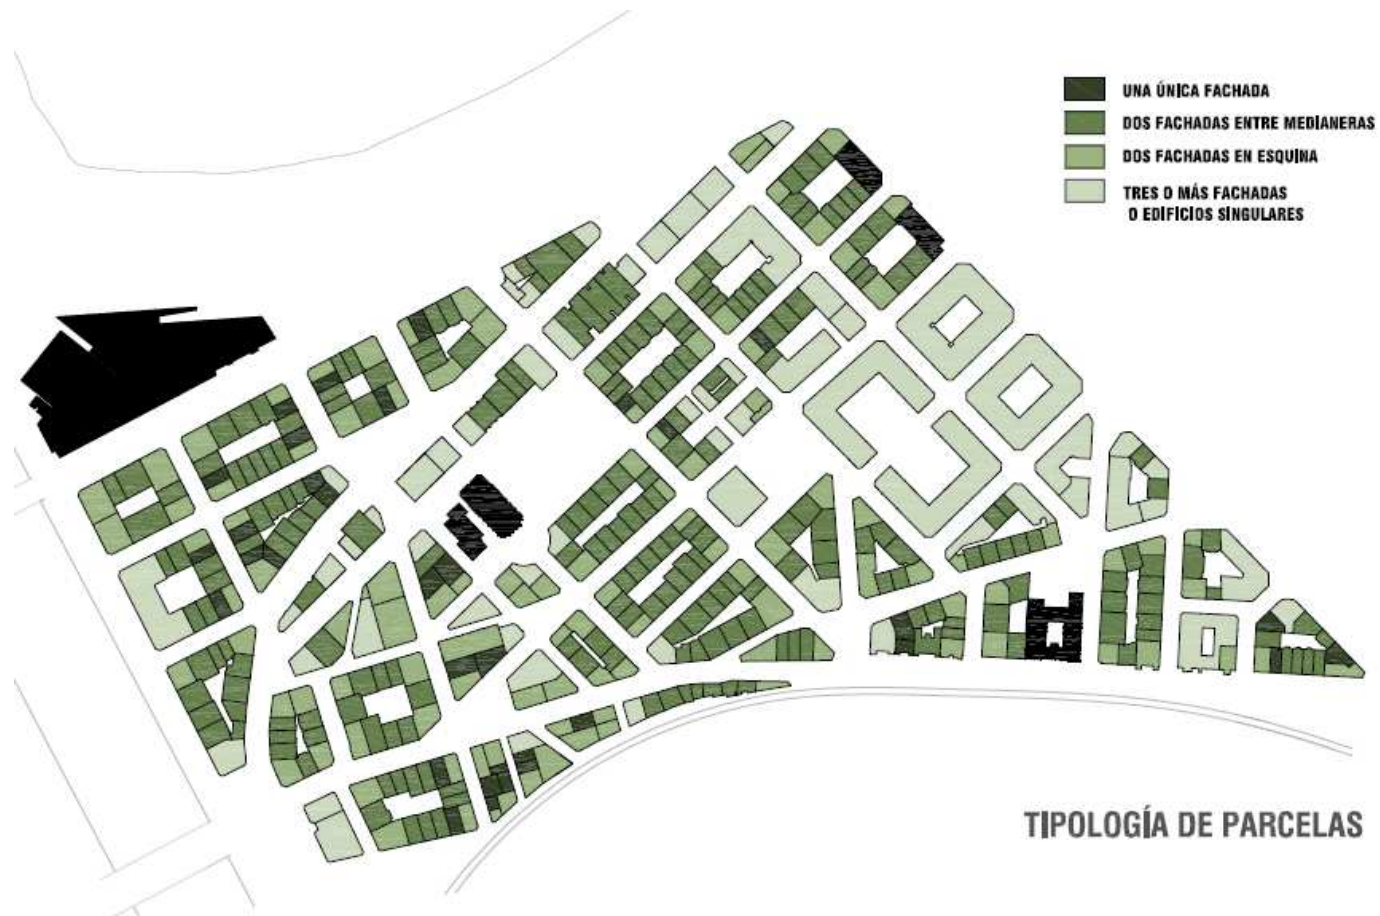 UNA ÚNICA FACHADA
DOS FACHADAS ENTRE MEDIANERAS
DOS FACHADAS EN ESQUINA
TRES O MÁS FACHADAS
O EDIFICIOS SINGULARES
TIPOLOGÍA DE PARCELAS